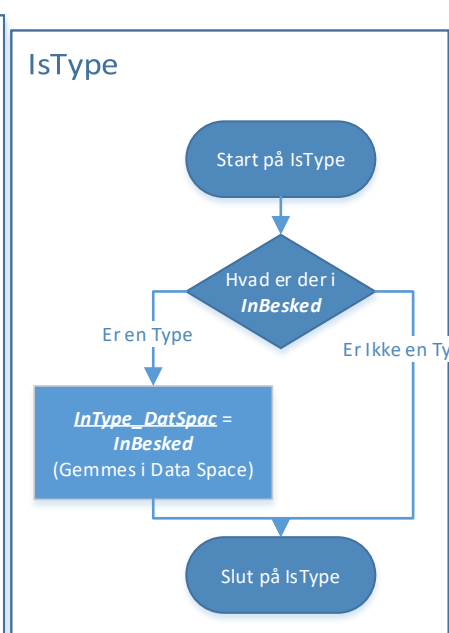 IsType
Start på IsType
Hvad er der i
InBesked
Er en Type
Er Ikke en Ty
InType_DatSpac =
InBesked
(Gemmes i Data Space)
Slut på IsType